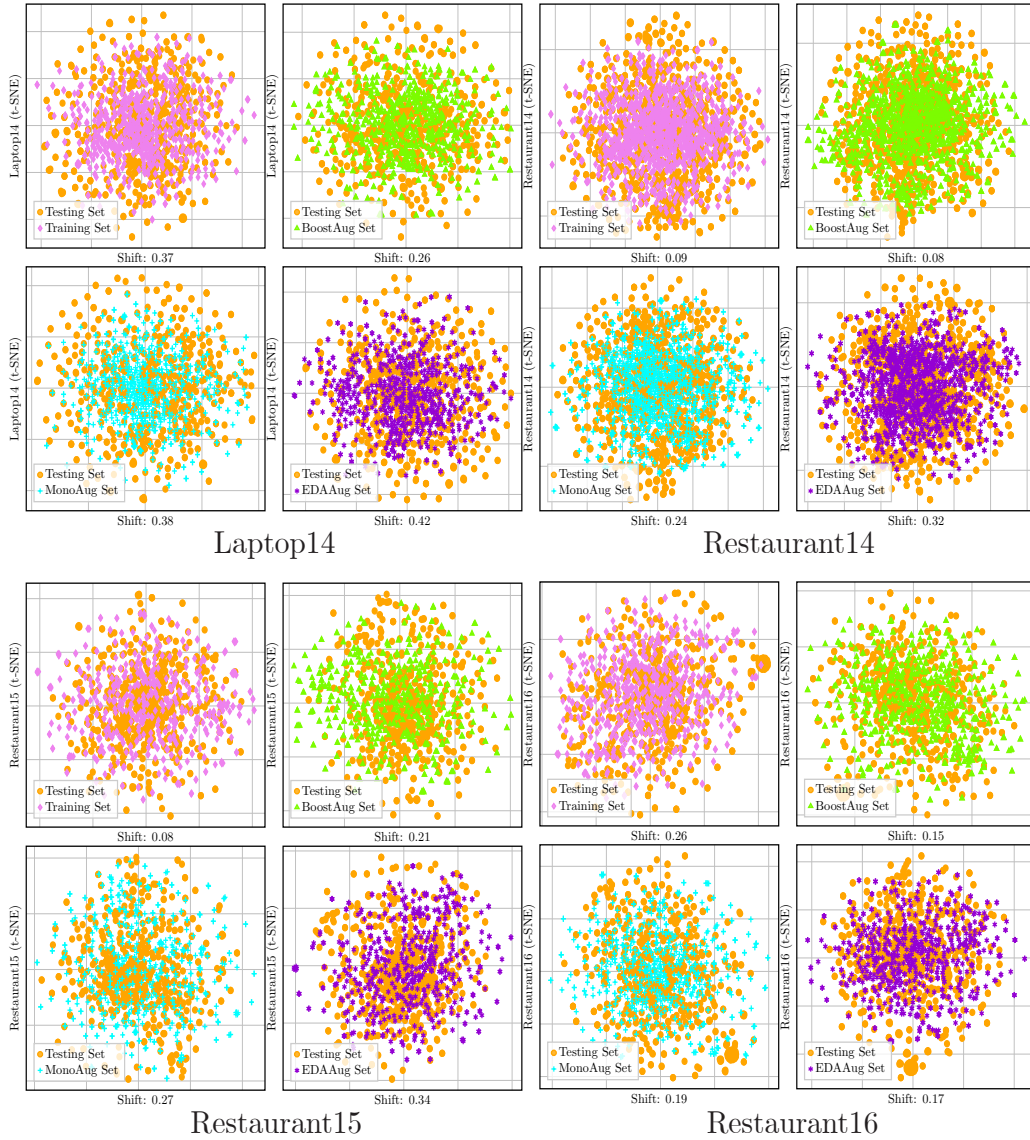 Laptop14 (t-SNE)
Testing Set
Training Set
Shift: 0.37
Laptop14 (t-SNE)
Testing Set
BoostAug Set
Shift: 0.26
Restaurant14 (t-SNE)
Testing Set
Training Set
Shift: 0.09
Restaurant14 (t-SNE)
Testing Set
BoostAug Set
Shift: 0.08
Laptop14 (t-SNE)
Testing Set
MonoAug Set
Shift: 0.38
Laptop14 (t-SNE)
Testing Set
EDAAug Set
Shift: 0.42
Restaurant14 (t-SNE)
Testing Set
MonoAug Set
Shift: 0.24
Restaurant14 (t-SNE)
Testing Set
EDAAug Set
Shift: 0.32
Laptop14
Restaurant14
Restaurant15 (t-SNE)
Testing Set
Training Set
Shift: 0.08
Restaurant15 (t-SNE)
Testing Set
BoostAug Set
Shift: 0.21
Restaurant16 (t-SNE)
Testing Set
Training Set
Shift: 0.26
Restaurant16 (t-SNE)
Testing Set
BoostAug Set
Shift: 0.15
Restaurant15 (t-SNE)
Testing Set
MonoAug Set
Shift: 0.27
Restaurant15 (t-SNE)
Testing Set
EDAAug Set
Shift: 0.34
Restaurant16 (t-SNE)
Testing Set
MonoAug Set
Shift: 0.19
Restaurant16 (t-SNE)
Testing Set
EDAAug Set
Shift: 0.17
Restaurant15
Restaurant16